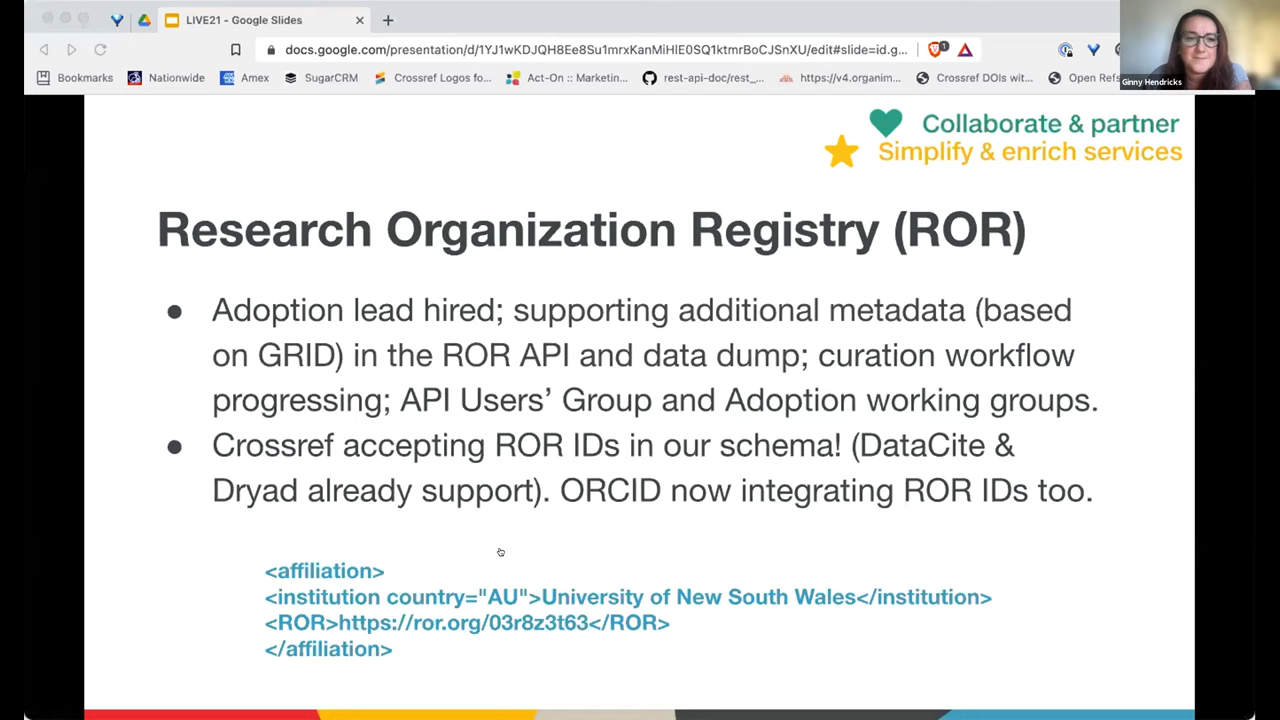 LIVE21 - Google Slides
docs.google.com/presentation/d/1YJ1wKDJQH8Ee8Su1mrxKanMiHlE0SQ1ktmrBoCJSnXU/edit#slide=id.g...
1
Bookmarks
Nationwide
Amex
SugarCRM
Crossref Logos fo...
Act-On :: Marketin...
rest-api-doc/rest_...
https://v4.organim...
Crossref DOIs wit...
Open Refs
Ginny Hendricks
Collaborate & partner
Simplify & enrich services
Research Organization Registry (ROR)
● Adoption lead hired; supporting additional metadata (based
on GRID) in the ROR API and data dump; curation workflow
progressing; API Users’ Group and Adoption working groups.
● Crossref accepting ROR IDs in our schema! (DataCite &
Dryad already support). ORCID now integrating ROR IDs too.
<affiliation>
<institution country="AU">University of New South Wales</institution>
<ROR>https://ror.org/03r8z3t63</ROR>
</affiliation>